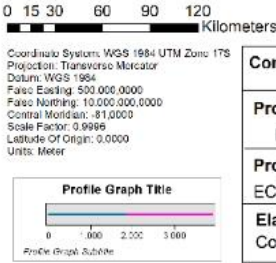 0 15 30 60 90 120
Kilometers
Coordinate System: WGS 1984 UTM Zone 17S
Projection: Transverse Mercator
Datum: WGS 1984
False Easting: 500.000,0000
False Northing: 10.000.000,0000
Central Meridian: -81,0000
Scale Factor: 0.9996
Latitude Of Origin: 0.0000
Units: Meter
Profile Graph Title
0 1.000 2.000 3.000
Profile Graph Subtitle
Con
Pro
Pro
EC
Ela
Co